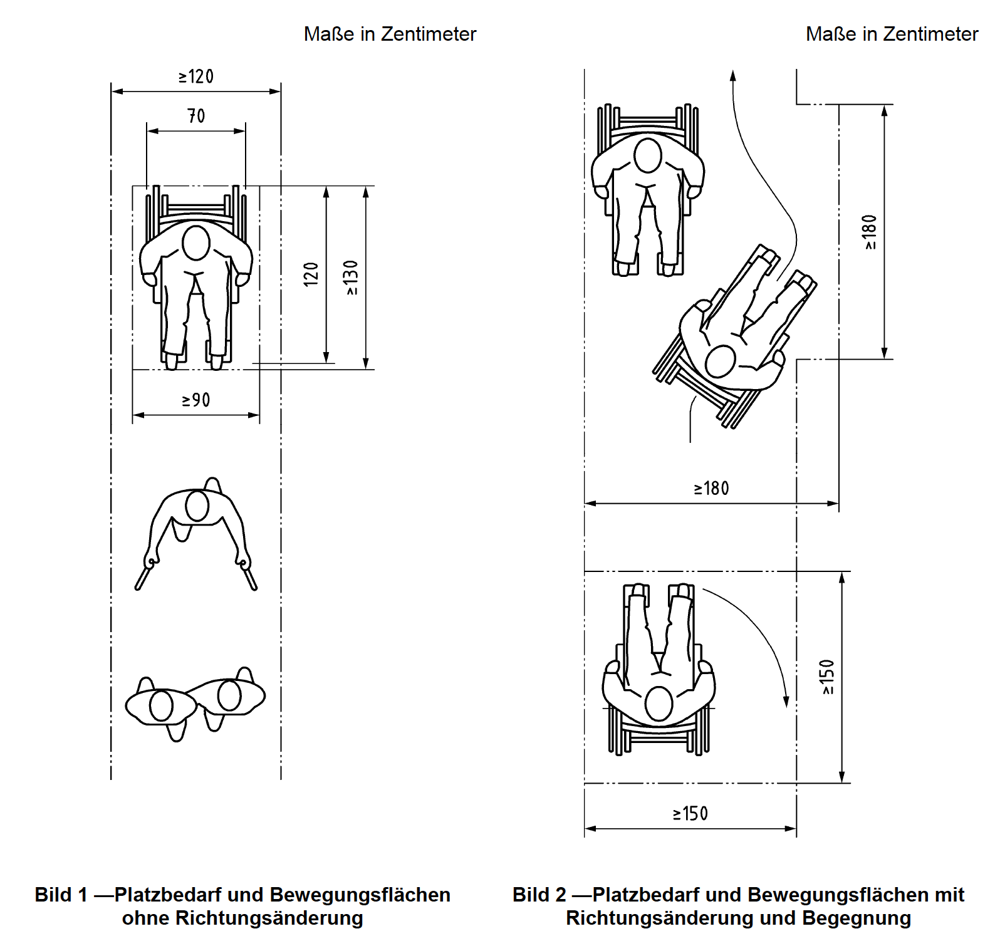 Maße in Zentimeter
≥120
70
120
≥130
≥90
Bild 1 —Platzbedarf und Bewegungsflächen
ohne Richtungsänderung
Maße in Zentimeter
≥180
≥180
≥150
≥150
Bild 2 —Platzbedarf und Bewegungsflächen mit
Richtungsänderung und Begegnung